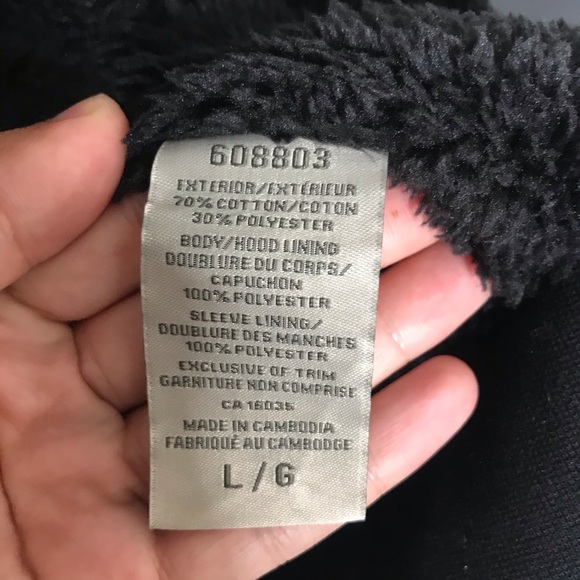 608803
EXTERIOR/EXTÉRIEUR
70% COTTON/COTON
30% POLYESTER
BODY/HOOD LINING
DOUBLURE DU CORPS/
CAPUCHON
100% POLYESTER
SLEEVE LINING/
DOUBLURE DES MANCHES
100% POLYESTER
EXCLUSIVE OF TRIM
GARNITURE NON COMPRISE
CA 16035
MADE IN CAMBODIA
FABRIQUÉ AU CAMBODGE
L/G